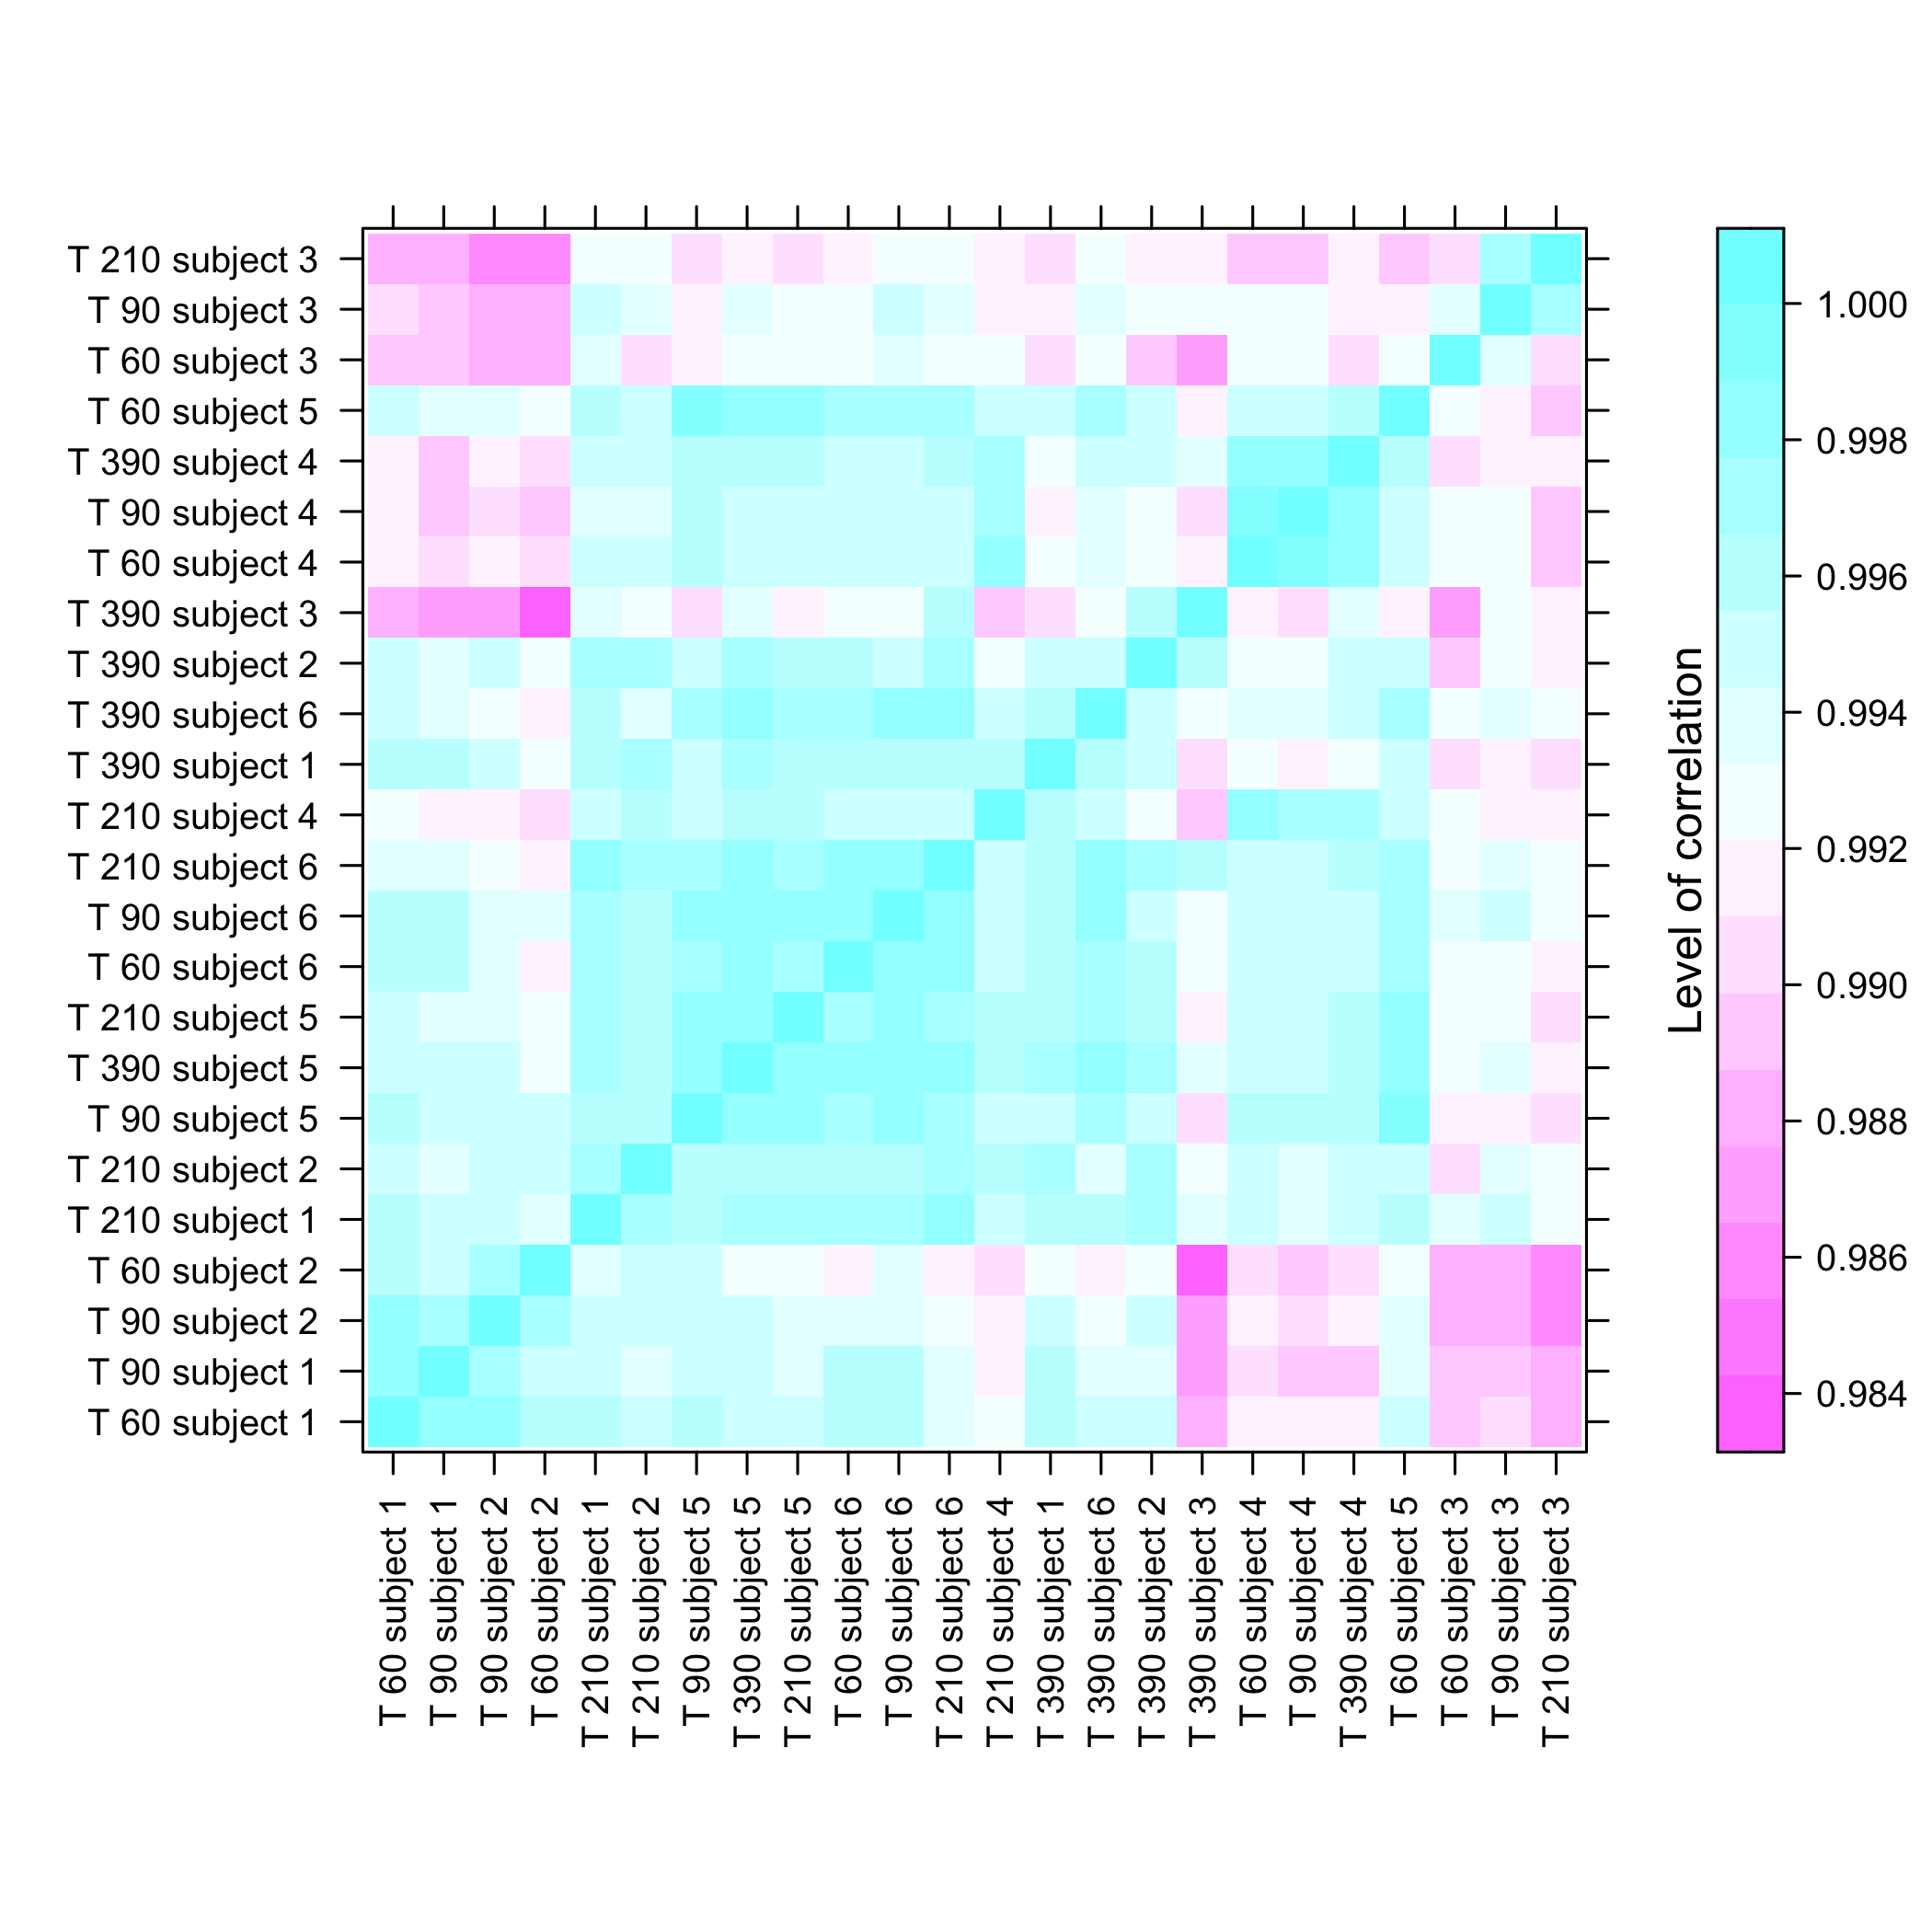 T 210 subject 3
T 90 subject 3
T 60 subject 3
T 60 subject 5
T 390 subject 4
T 90 subject 4
T 60 subject 4
T 390 subject 3
T 390 subject 2
T 390 subject 6
T 390 subject 1
T 210 subject 4
T 210 subject 6
T 90 subject 6
T 60 subject 6
T 210 subject 5
T 390 subject 5
T 90 subject 5
T 210 subject 2
T 210 subject 1
T 60 subject 2
T 90 subject 2
T 90 subject 1
T 60 subject 1
T 60 subject 1
T 90 subject 1
T 90 subject 2
T 60 subject 2
T 210 subject 1
T 210 subject 2
T 90 subject 5
T 390 subject 5
T 210 subject 5
T 60 subject 6
T 90 subject 6
T 210 subject 6
T 210 subject 4
T 390 subject 1
T 390 subject 6
T 390 subject 2
T 390 subject 3
T 60 subject 4
T 90 subject 4
T 390 subject 4
T 60 subject 5
T 60 subject 3
T 90 subject 3
T 210 subject 3
Level of correlation
1.000
0.998
0.996
0.994
0.992
0.990
0.988
0.986
0.984